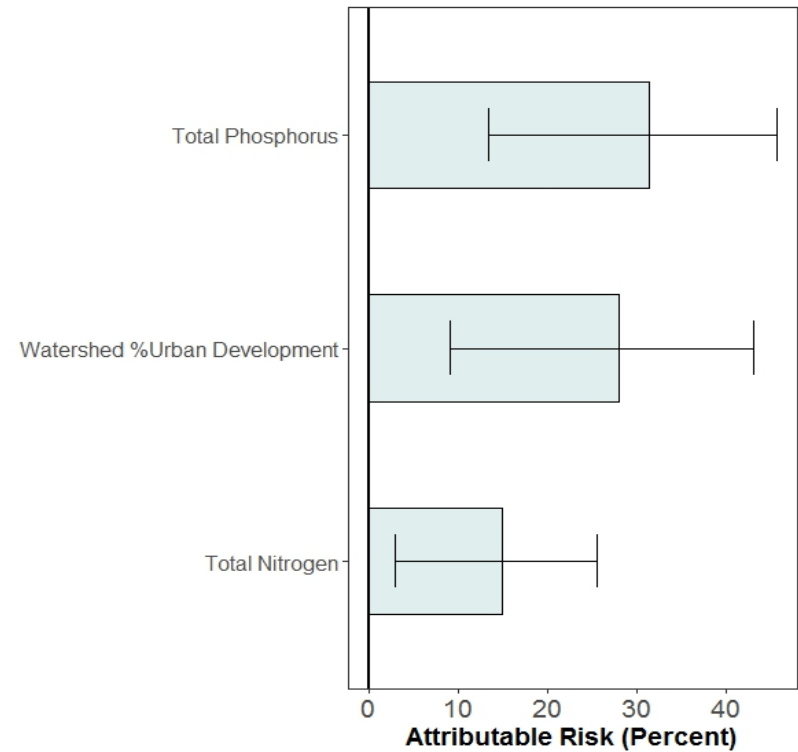 Total Phosphorus
Watershed %Urban Development
Total Nitrogen
0 10 20 30 40
Attributable Risk (Percent)